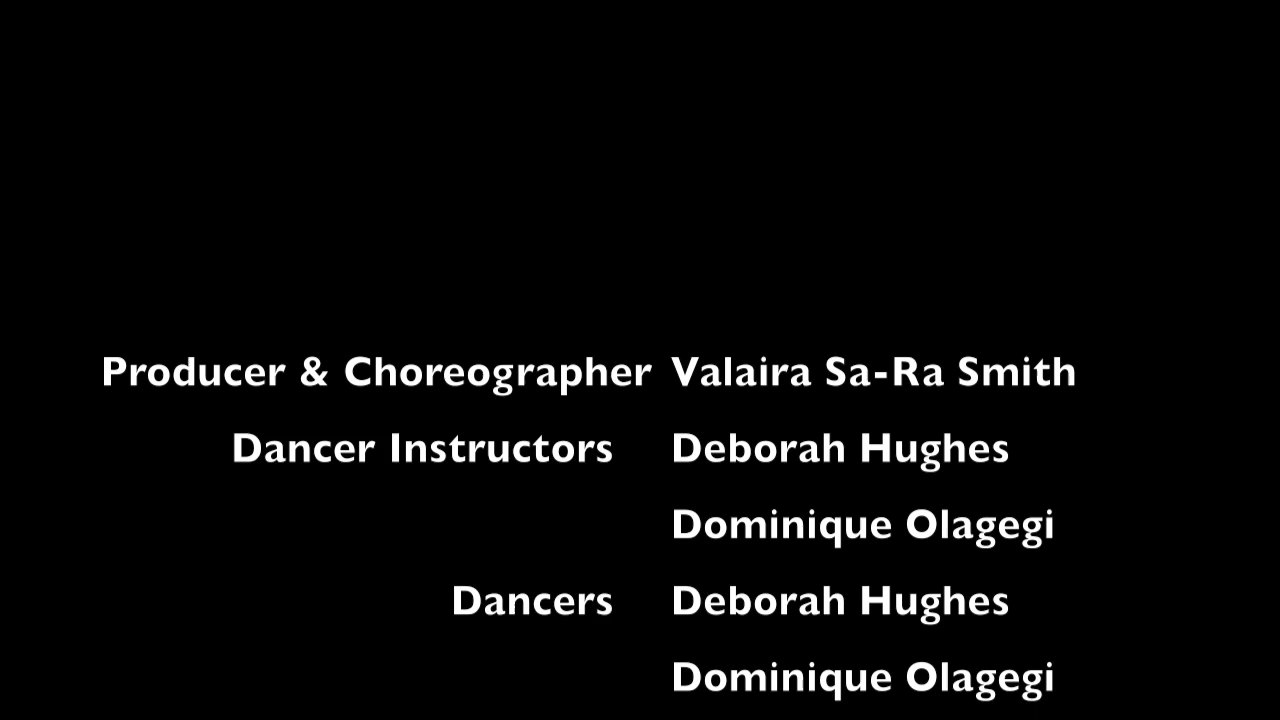 Producer & Choreographer Valaira Sa-Ra Smith
Dancer Instructors Deborah Hughes
Dominique Olagegi
Dancers Deborah Hughes
Dominique Olagegi